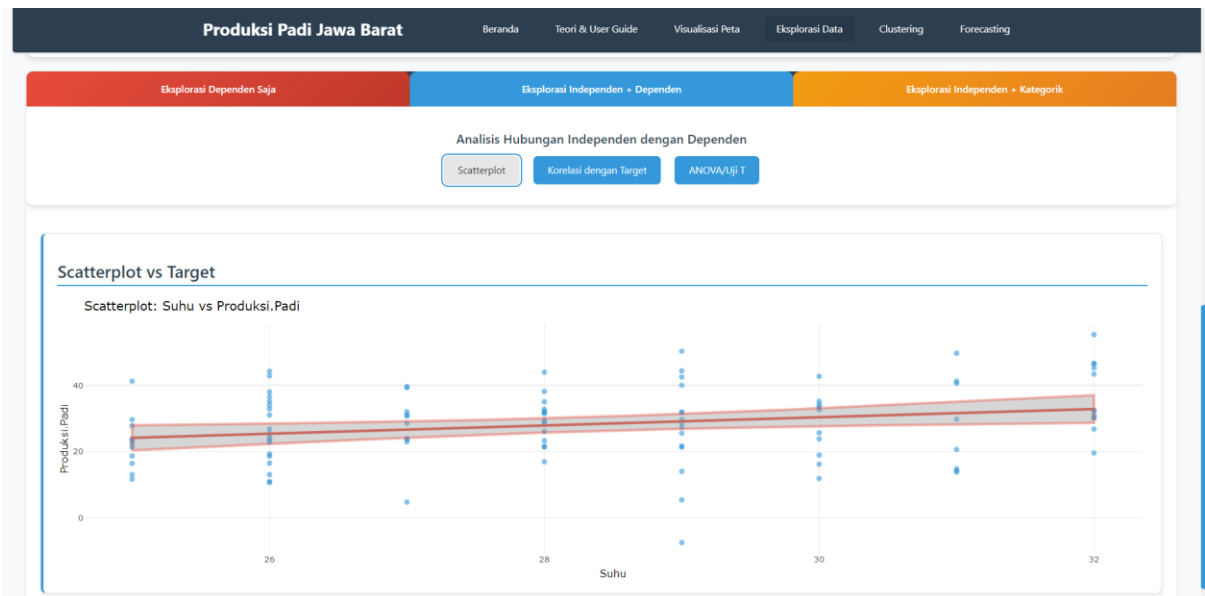 Produksi Padi Jawa Barat
Beranda
Teori & User Guide
Visualisasi Peta
Eksplorasi Data
Clustering
Forecasting
Eksplorasi Dependen Saja
Eksplorasi Independen + Dependen
Eksplorasi Independen + Kategorik
Analisis Hubungan Independen dengan Dependen
Scatterplot
Korelasi dengan Target
ANOVA/Uji T
Scatterplot vs Target
Scatterplot: Suhu vs Produksi.Padi
Produksi.Padi
40
20
0
26
28
30
32
Suhu